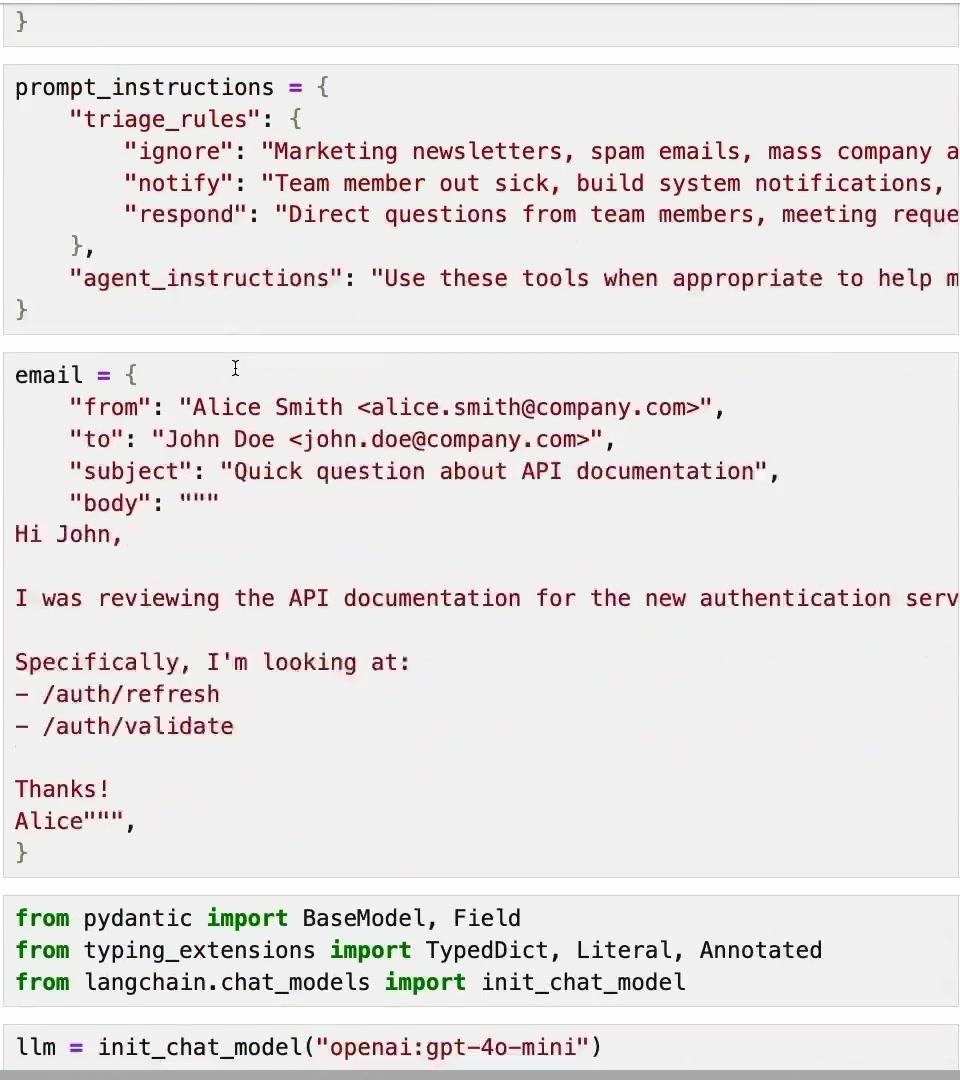 }
prompt_instructions = {
    "triage_rules": {
        "ignore": "Marketing newsletters, spam emails, mass company a
        "notify": "Team member out sick, build system notifications,
        "respond": "Direct questions from team members, meeting reque
    },
    "agent_instructions": "Use these tools when appropriate to help m
}
email = {
    "from": "Alice Smith <alice.smith@company.com>",
    "to": "John Doe <john.doe@company.com>",
    "subject": "Quick question about API documentation",
    "body": """
Hi John,

I was reviewing the API documentation for the new authentication serv

Specifically, I'm looking at:
- /auth/refresh
- /auth/validate

Thanks!
Alice""",
}
from pydantic import BaseModel, Field
from typing_extensions import TypedDict, Literal, Annotated
from langchain.chat_models import init_chat_model
llm = init_chat_model("openai:gpt-4o-mini")